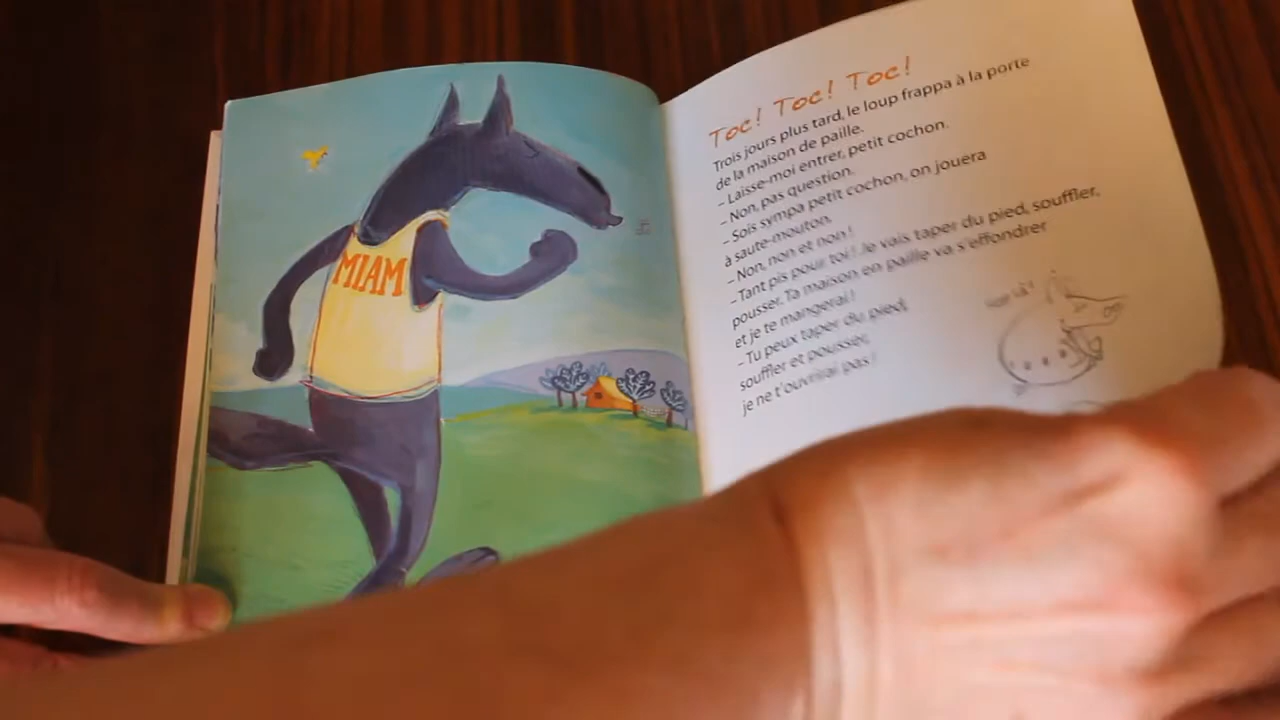 MIAM
Toc! Toc! Toc!
Trois jours plus tard, le loup frappa à la porte
de la maison de paille.
– Laisse-moi entrer, petit cochon.
– Non, pas question.
– Sois sympa petit cochon, on jouera
à saute-mouton.
– Non, non et non !
– Tant pis pour toi ! Je vais taper du pied, souffler,
pousser. Ta maison en paille va s'effondrer
et je te mangerai !
– Tu peux taper du pied,
souffler et pousser,
je ne t'ouvrirai pas !